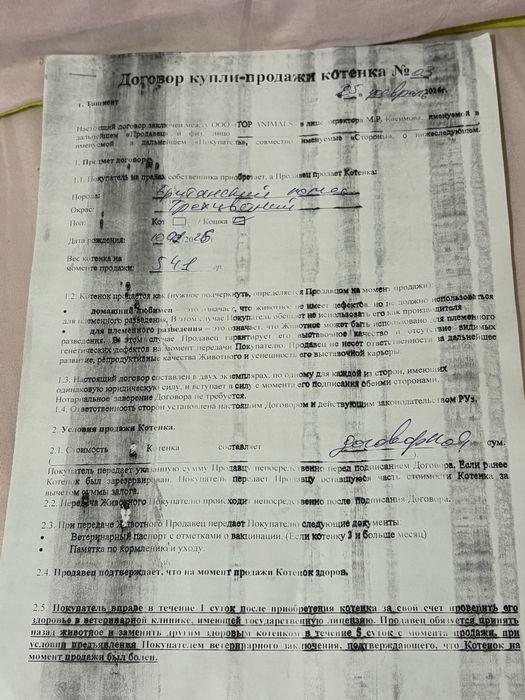 Договор купли-продажи котенка № 03
г. Ташкент
25 февраля 2026г.
Настоящий договор заключен между ООО «TOP ANIMALS» в лице директора М.Р. Касимова, именуемой в
дальнейшем «Продавец» и физ. лицо
именуемой в дальнейшем «Покупатель», совместно именуемые «Стороны», о нижеследующем.
1. Предмет договора
1.1. Покупатель на правах собственника приобретает, а Продавец продает Котенка:
Порода: Британский
Окрас: Трехцветный
Пол: Кот / Кошка
Дата рождения:
Вес котенка на
момент продажи: 541 гр.
1.2. Котенок продается как (нужное подчеркнуть, определяется Продавцом на момент продажи):
• домашний любимец – это значит, что животное не имеет дефектов, но не должно использоваться
для племенного разведения. В этом случае Покупатель обещает не использовать его как производителя
• для племенного разведения – это означает, что Животное может быть использовано для племенного
разведения. В этом случае Продавец гарантирует его выставочное качество и отсутствие видимых
генетических дефектов на момент передачи Покупателю. Продавец не несет ответственности за дальнейшее
развитие, репродуктивные качества Животного и успешность его выставочной карьеры.
1.3. Настоящий договор составлен в двух экземплярах, по одному для каждой из сторон, имеющих
одинаковую юридическую силу, и вступает в силу с момента его подписания обеими сторонами.
Нотариальное заверение Договора не требуется.
1.4. Ответственность сторон установлена настоящим Договором и действующим законодательством РУз.
2. Условия продажи Котенка.
2.1. Стоимость Котенка составляет договорная сум.
( ).
Покупатель передает указанную сумму Продавцу непосредственно перед подписанием Договора. Если ранее
Котенок был зарезервирован, Покупатель передает Продавцу оставшуюся часть стоимости Котенка за
вычетом суммы залога.
2.2. Передача Животного Покупателю происходит непосредственно после подписания Договора.
2.3. При передаче Животного Продавец передает Покупателю следующие документы:
• Ветеринарный паспорт с отметками о вакцинации. (Если котенку 3 и больше месяц)
• Памятка по кормлению и уходу.
2.4. Продавец подтверждает, что на момент продажи Котенок здоров.
2.5. Покупатель вправе в течение 1 суток после приобретения котенка за свой счет проверить его
здоровье в ветеринарной клинике, имеющей государственную лицензию. Продавец обязуется принять
назад животное и заменить другим здоровым котенком в течение 5 суток с момента продажи, при
условии предъявления Покупателем ветеринарного заключения, подтверждающего, что Котенок на
момент продажи был болен.